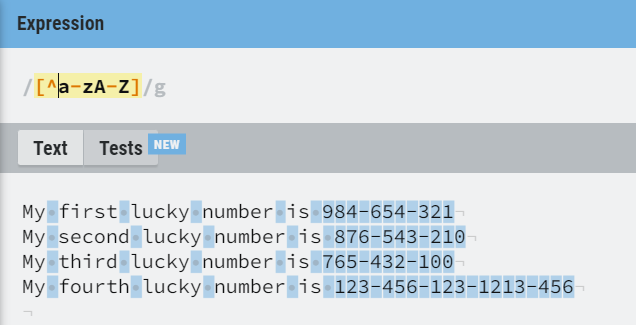 Expression
/[^a-zA-Z]/g
Text Tests NEW
My first lucky number is 984-654-321
My second lucky number is 876-543-210
My third lucky number is 765-432-100
My fourth lucky number is 123-456-123-1213-456